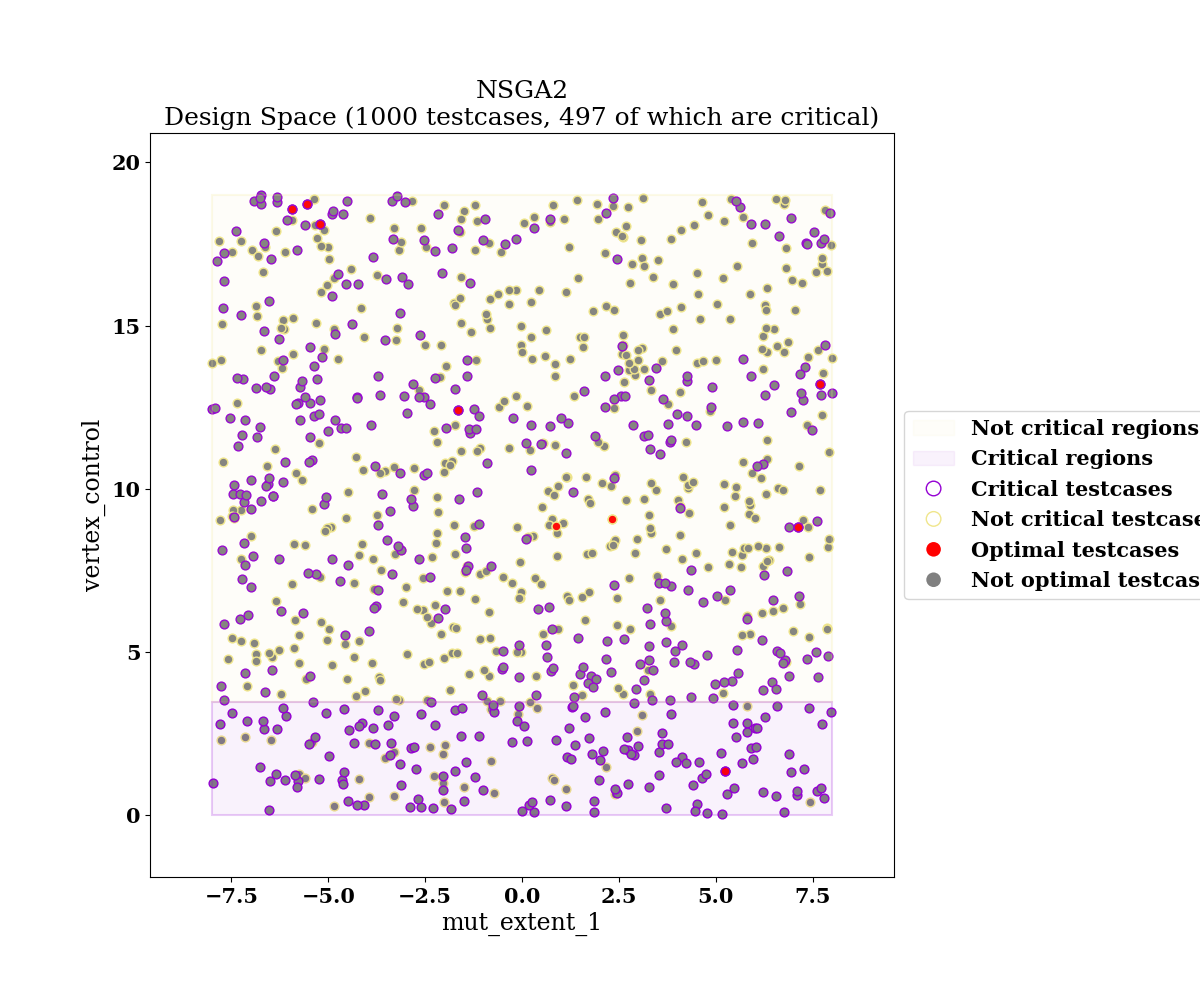 NSGA2
Design Space (1000 testcases, 497 of which are critical)
20
15
10
5
0
vertex_control
−7.5 −5.0 −2.5 0.0 2.5 5.0 7.5
mut_extent_1
Not critical regions
Critical regions
Critical testcases
Not critical testcase
Optimal testcases
Not optimal testcas